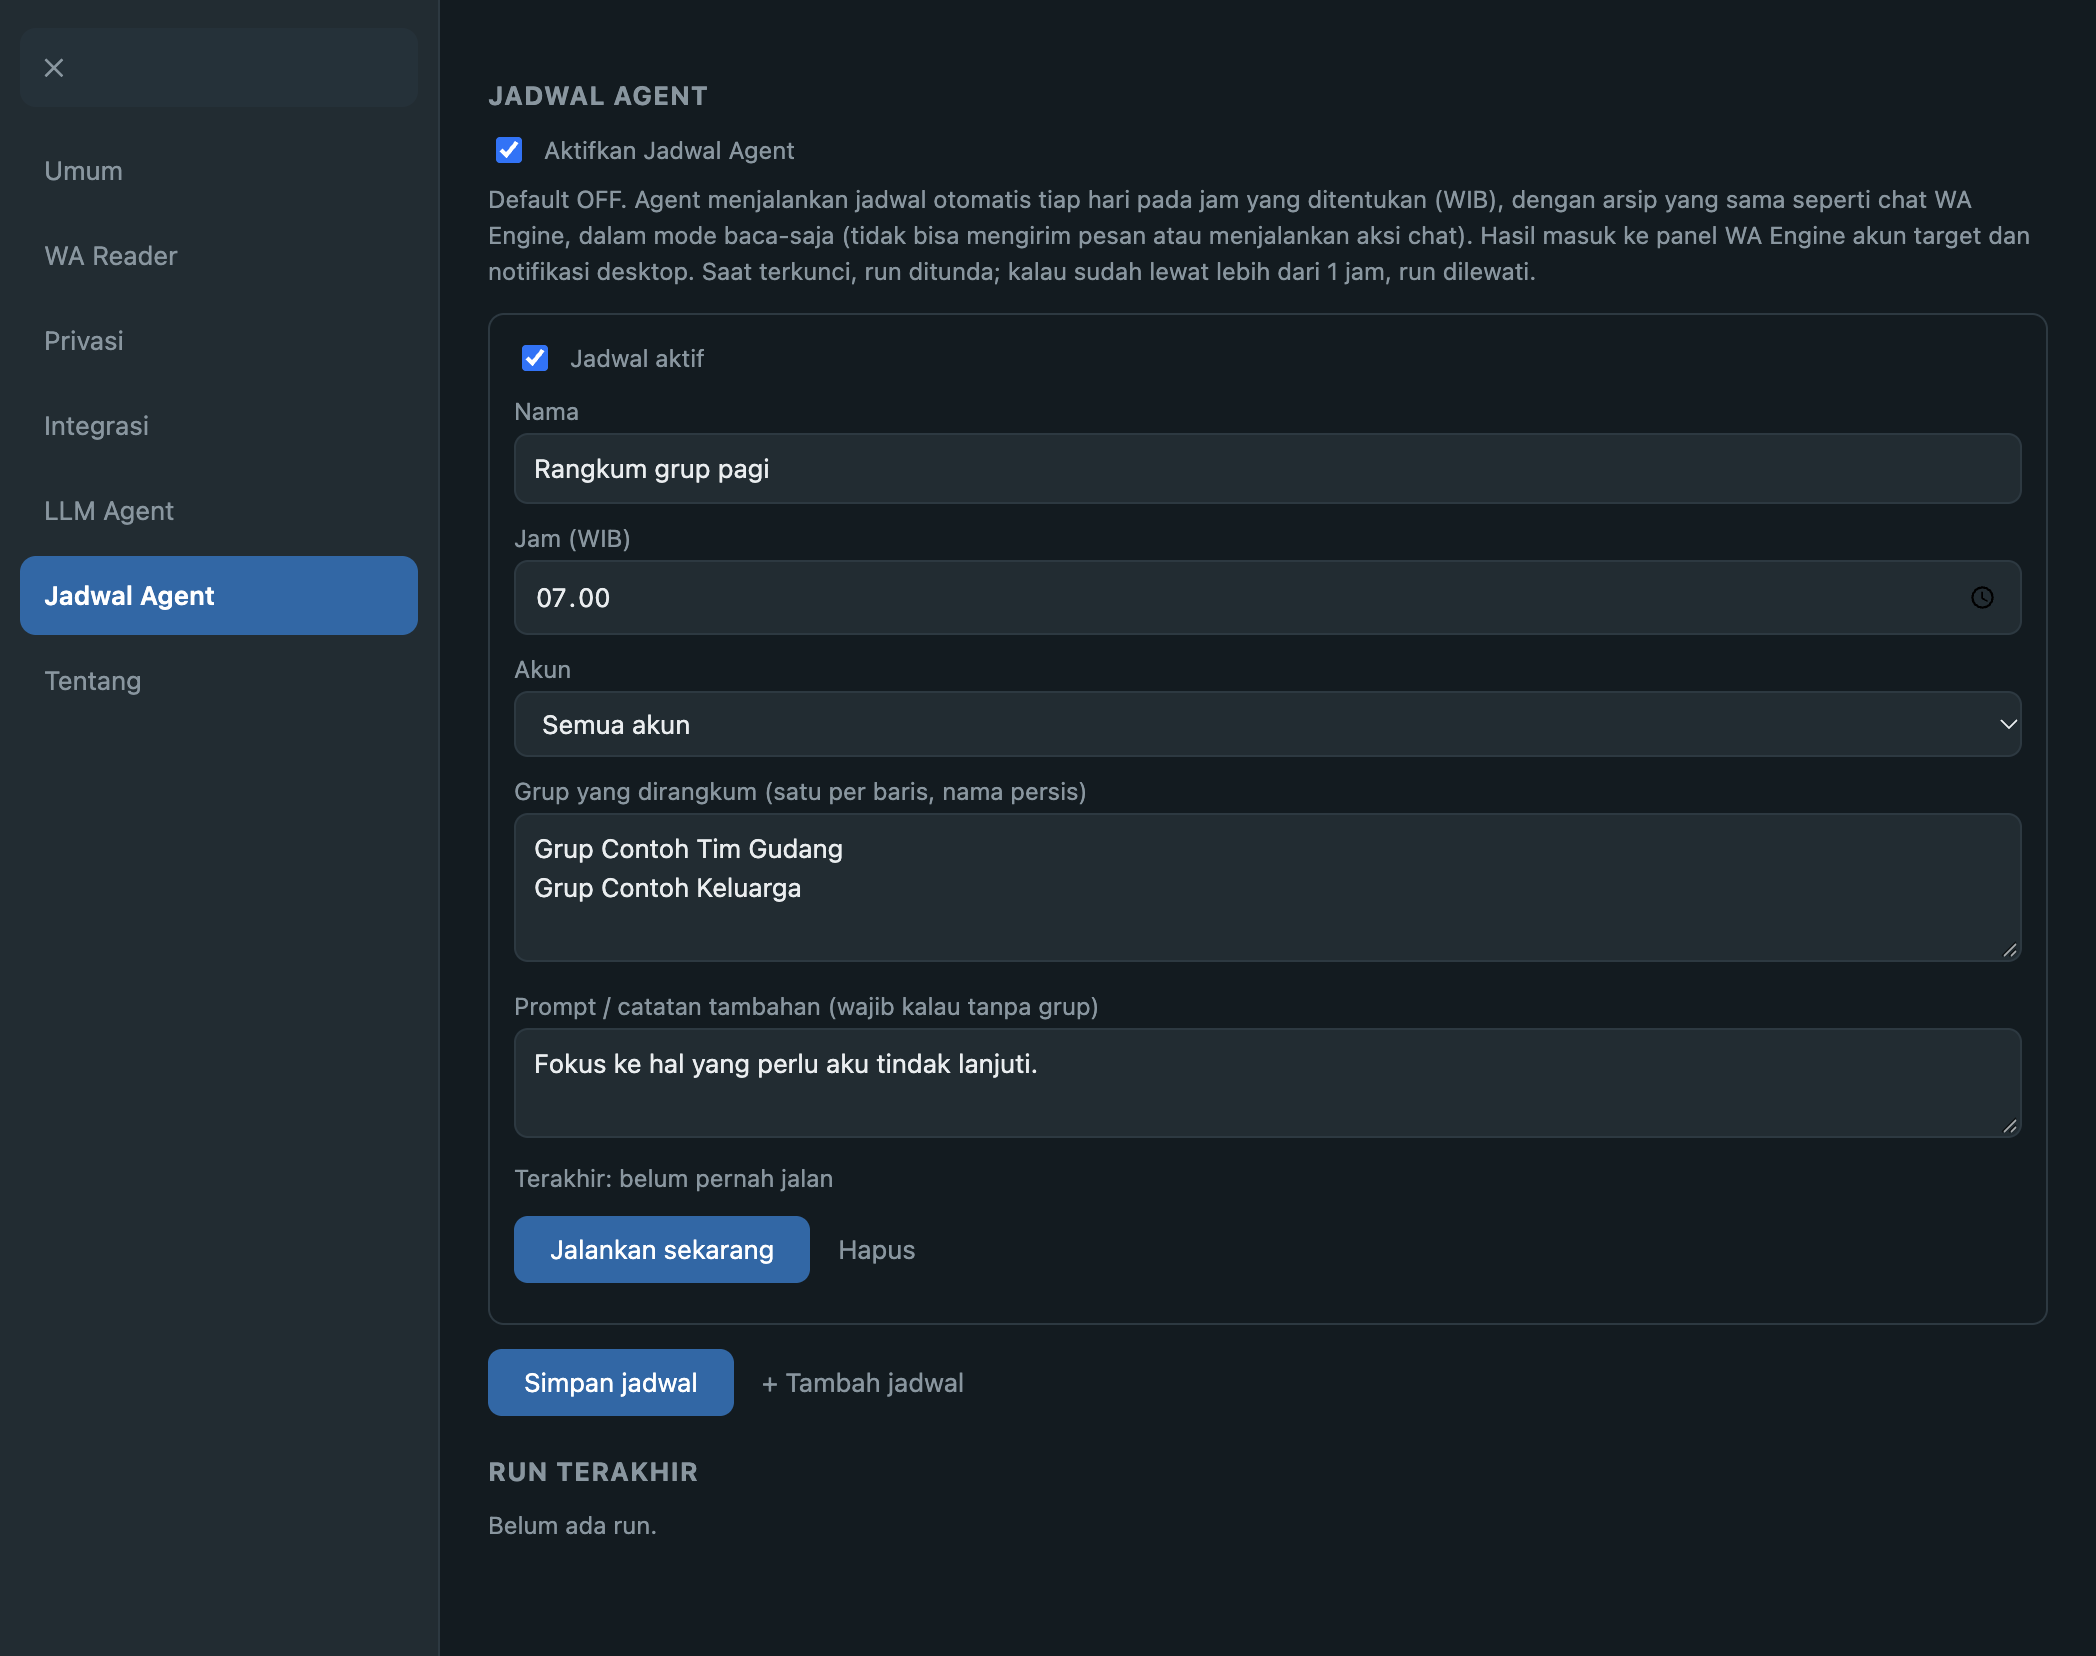 Umum
WA Reader
Privasi
Integrasi
LLM Agent
Jadwal Agent
Tentang
JADWAL AGENT
Aktifkan Jadwal Agent
Default OFF. Agent menjalankan jadwal otomatis tiap hari pada jam yang ditentukan (WIB), dengan arsip yang sama seperti chat WA
Engine, dalam mode baca-saja (tidak bisa mengirim pesan atau menjalankan aksi chat). Hasil masuk ke panel WA Engine akun target dan
notifikasi desktop. Saat terkunci, run ditunda; kalau sudah lewat lebih dari 1 jam, run dilewati.
Jadwal aktif
Nama
Rangkum grup pagi
Jam (WIB)
07.00
Akun
Semua akun
Grup yang dirangkum (satu per baris, nama persis)
Grup Contoh Tim Gudang
Grup Contoh Keluarga
Prompt / catatan tambahan (wajib kalau tanpa grup)
Fokus ke hal yang perlu aku tindak lanjuti.
Terakhir: belum pernah jalan
Jalankan sekarang Hapus
Simpan jadwal + Tambah jadwal
RUN TERAKHIR
Belum ada run.